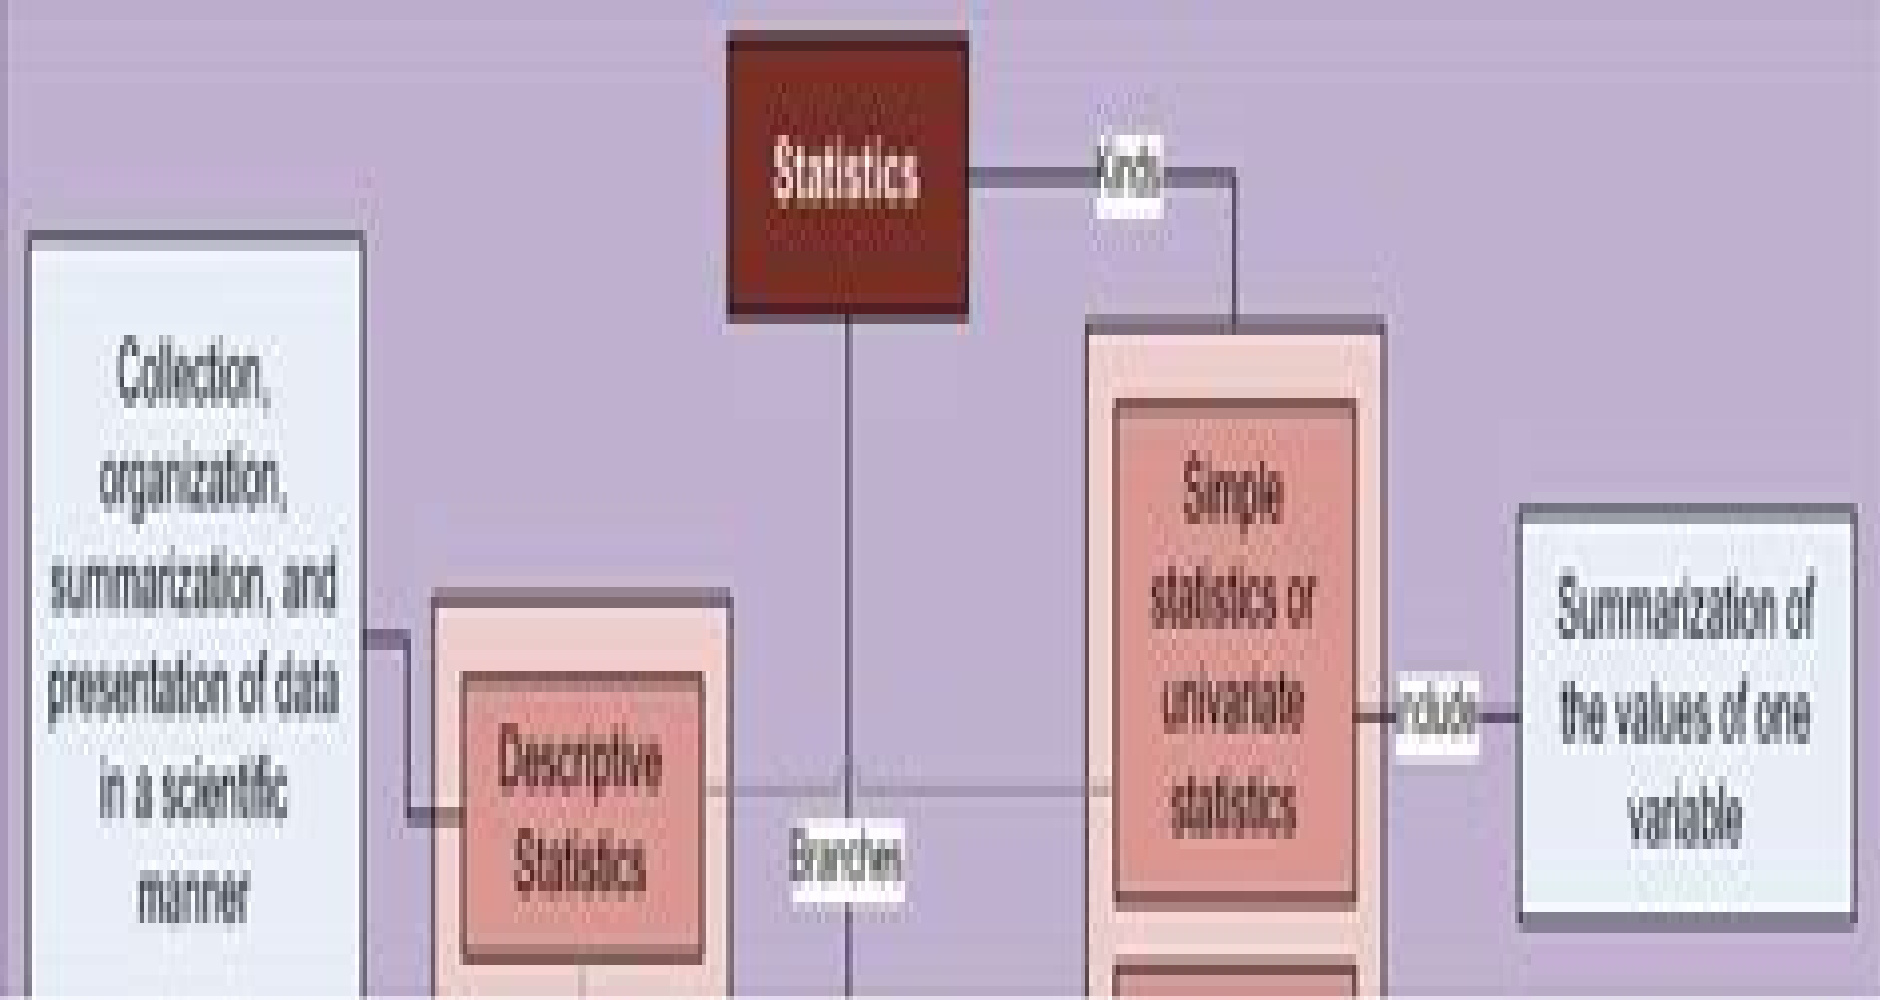 Statistics
Kinds
Collection,
organization,
summarization, and
presentation of data
in a scientific
manner
Descriptive
Statistics
Branches
Simple
statistics or
univariate
statistics
include
Summarization of
the values of one
variable